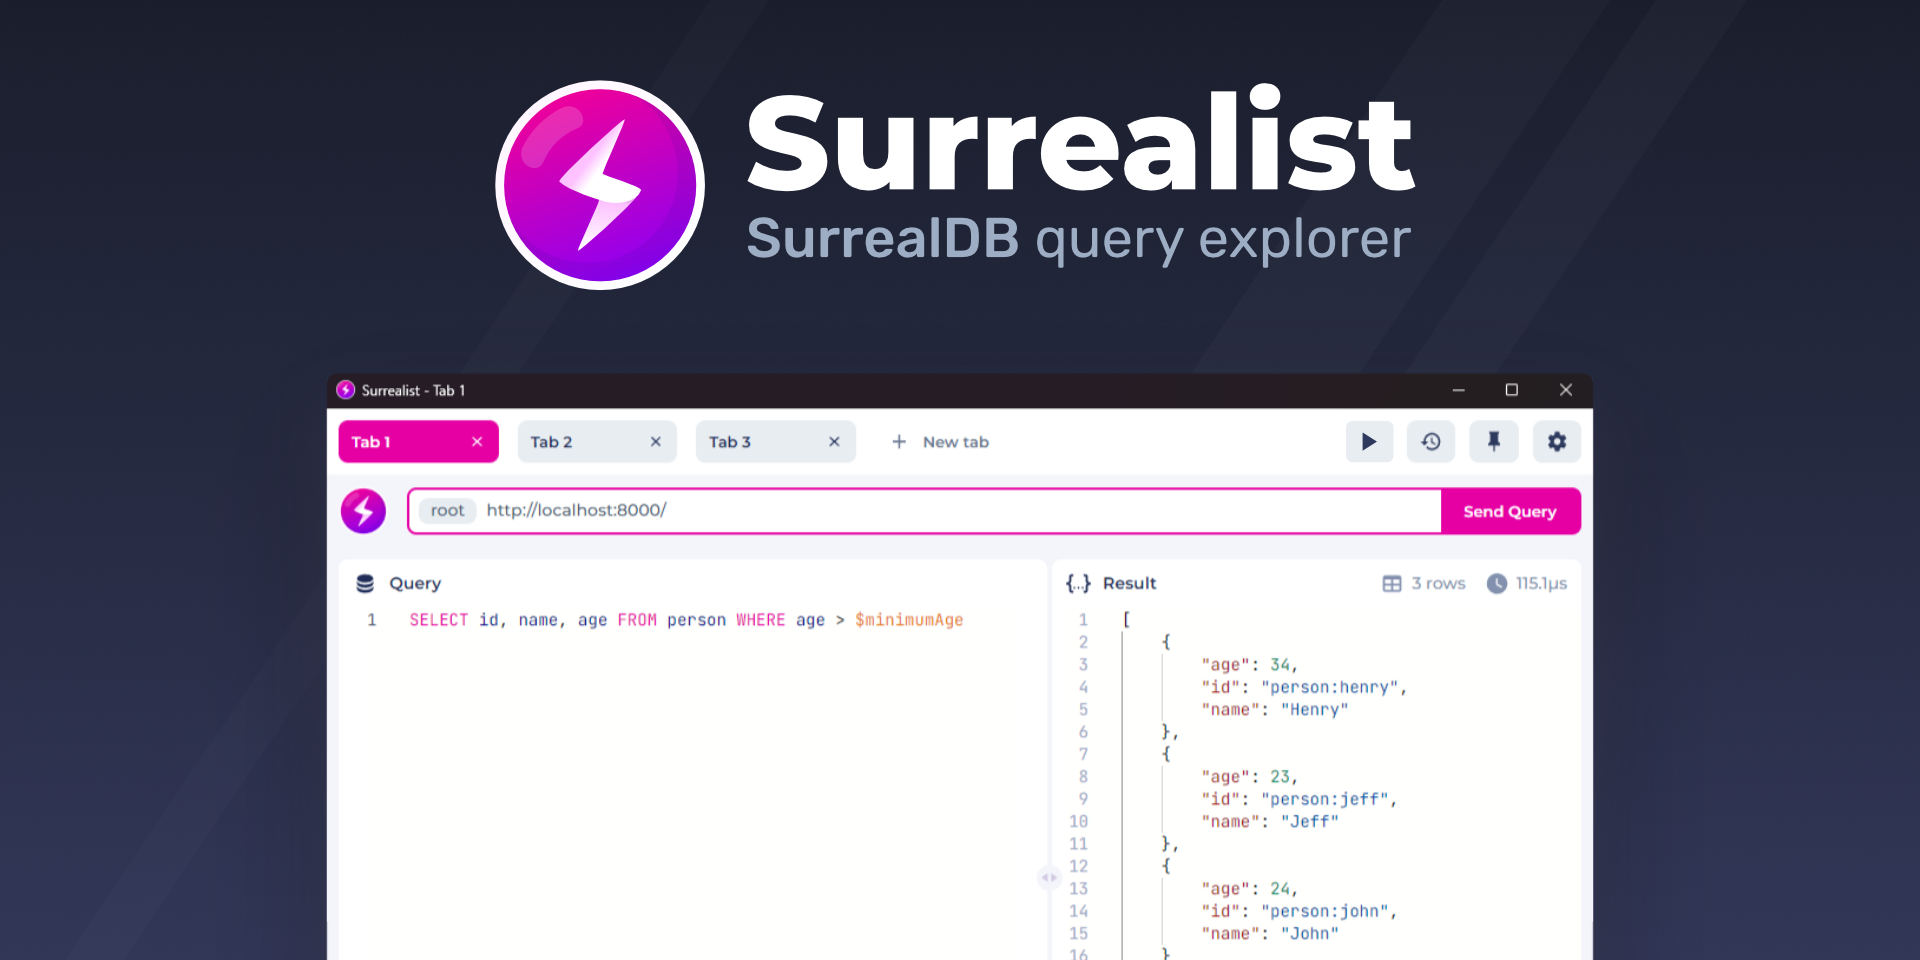 Surrealist
SurrealDB query explorer
Surrealist - Tab 1
Tab 1
Tab 2
Tab 3
New tab
root http://localhost:8000/
Send Query
Query
1 SELECT id, name, age FROM person WHERE age > $minimumAge
{...} Result
3 rows
115.1µs
1 [
2 {
3 "age": 34,
4 "id": "person:henry",
5 "name": "Henry"
6 },
7 {
8 "age": 23,
9 "id": "person:jeff",
10 "name": "Jeff"
11 },
12 {
13 "age": 24,
14 "id": "person:john",
15 "name": "John"
16 }